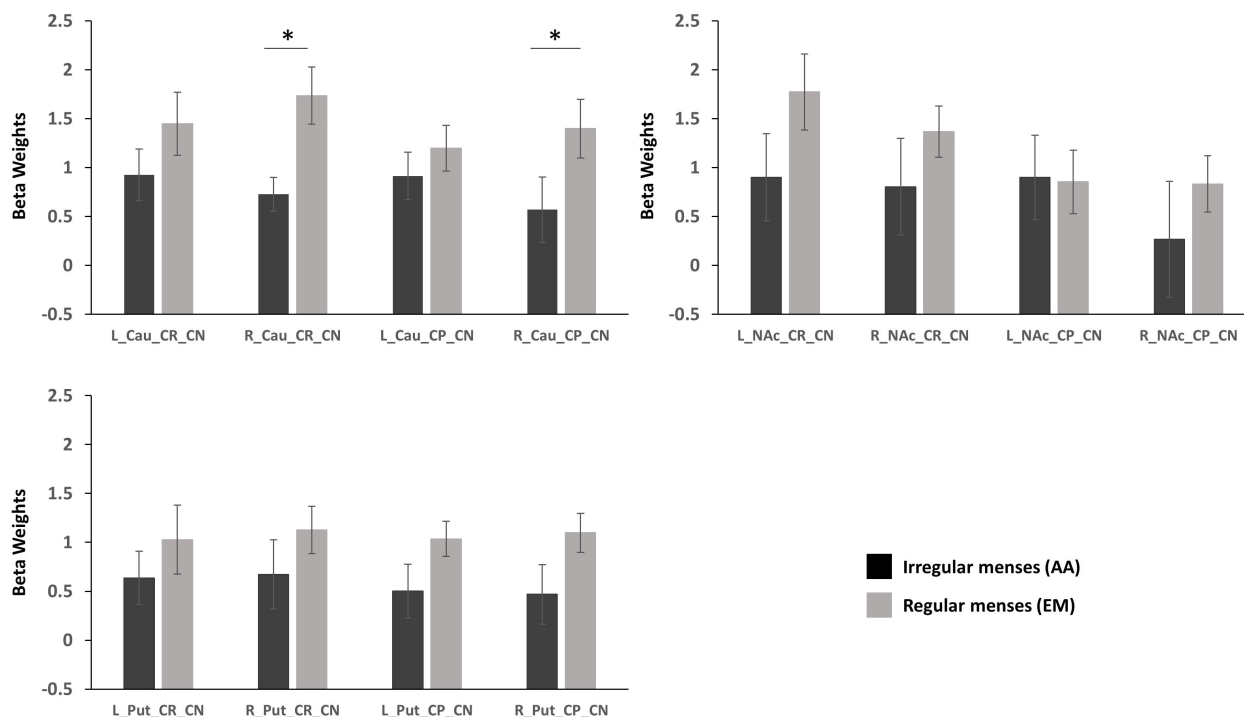 2.5
2
1.5
1
0.5
0
-0.5
Beta Weights
* *
L_Cau_CR_CN R_Cau_CR_CN L_Cau_CP_CN R_Cau_CP_CN
2.5
2
1.5
1
0.5
0
-0.5
Beta Weights
L_NAc_CR_CN R_NAc_CR_CN L_NAc_CP_CN R_NAc_CP_CN
2.5
2
1.5
1
0.5
0
-0.5
Beta Weights
L_Put_CR_CN R_Put_CR_CN L_Put_CP_CN R_Put_CP_CN
Irregular menses (AA)
Regular menses (EM)